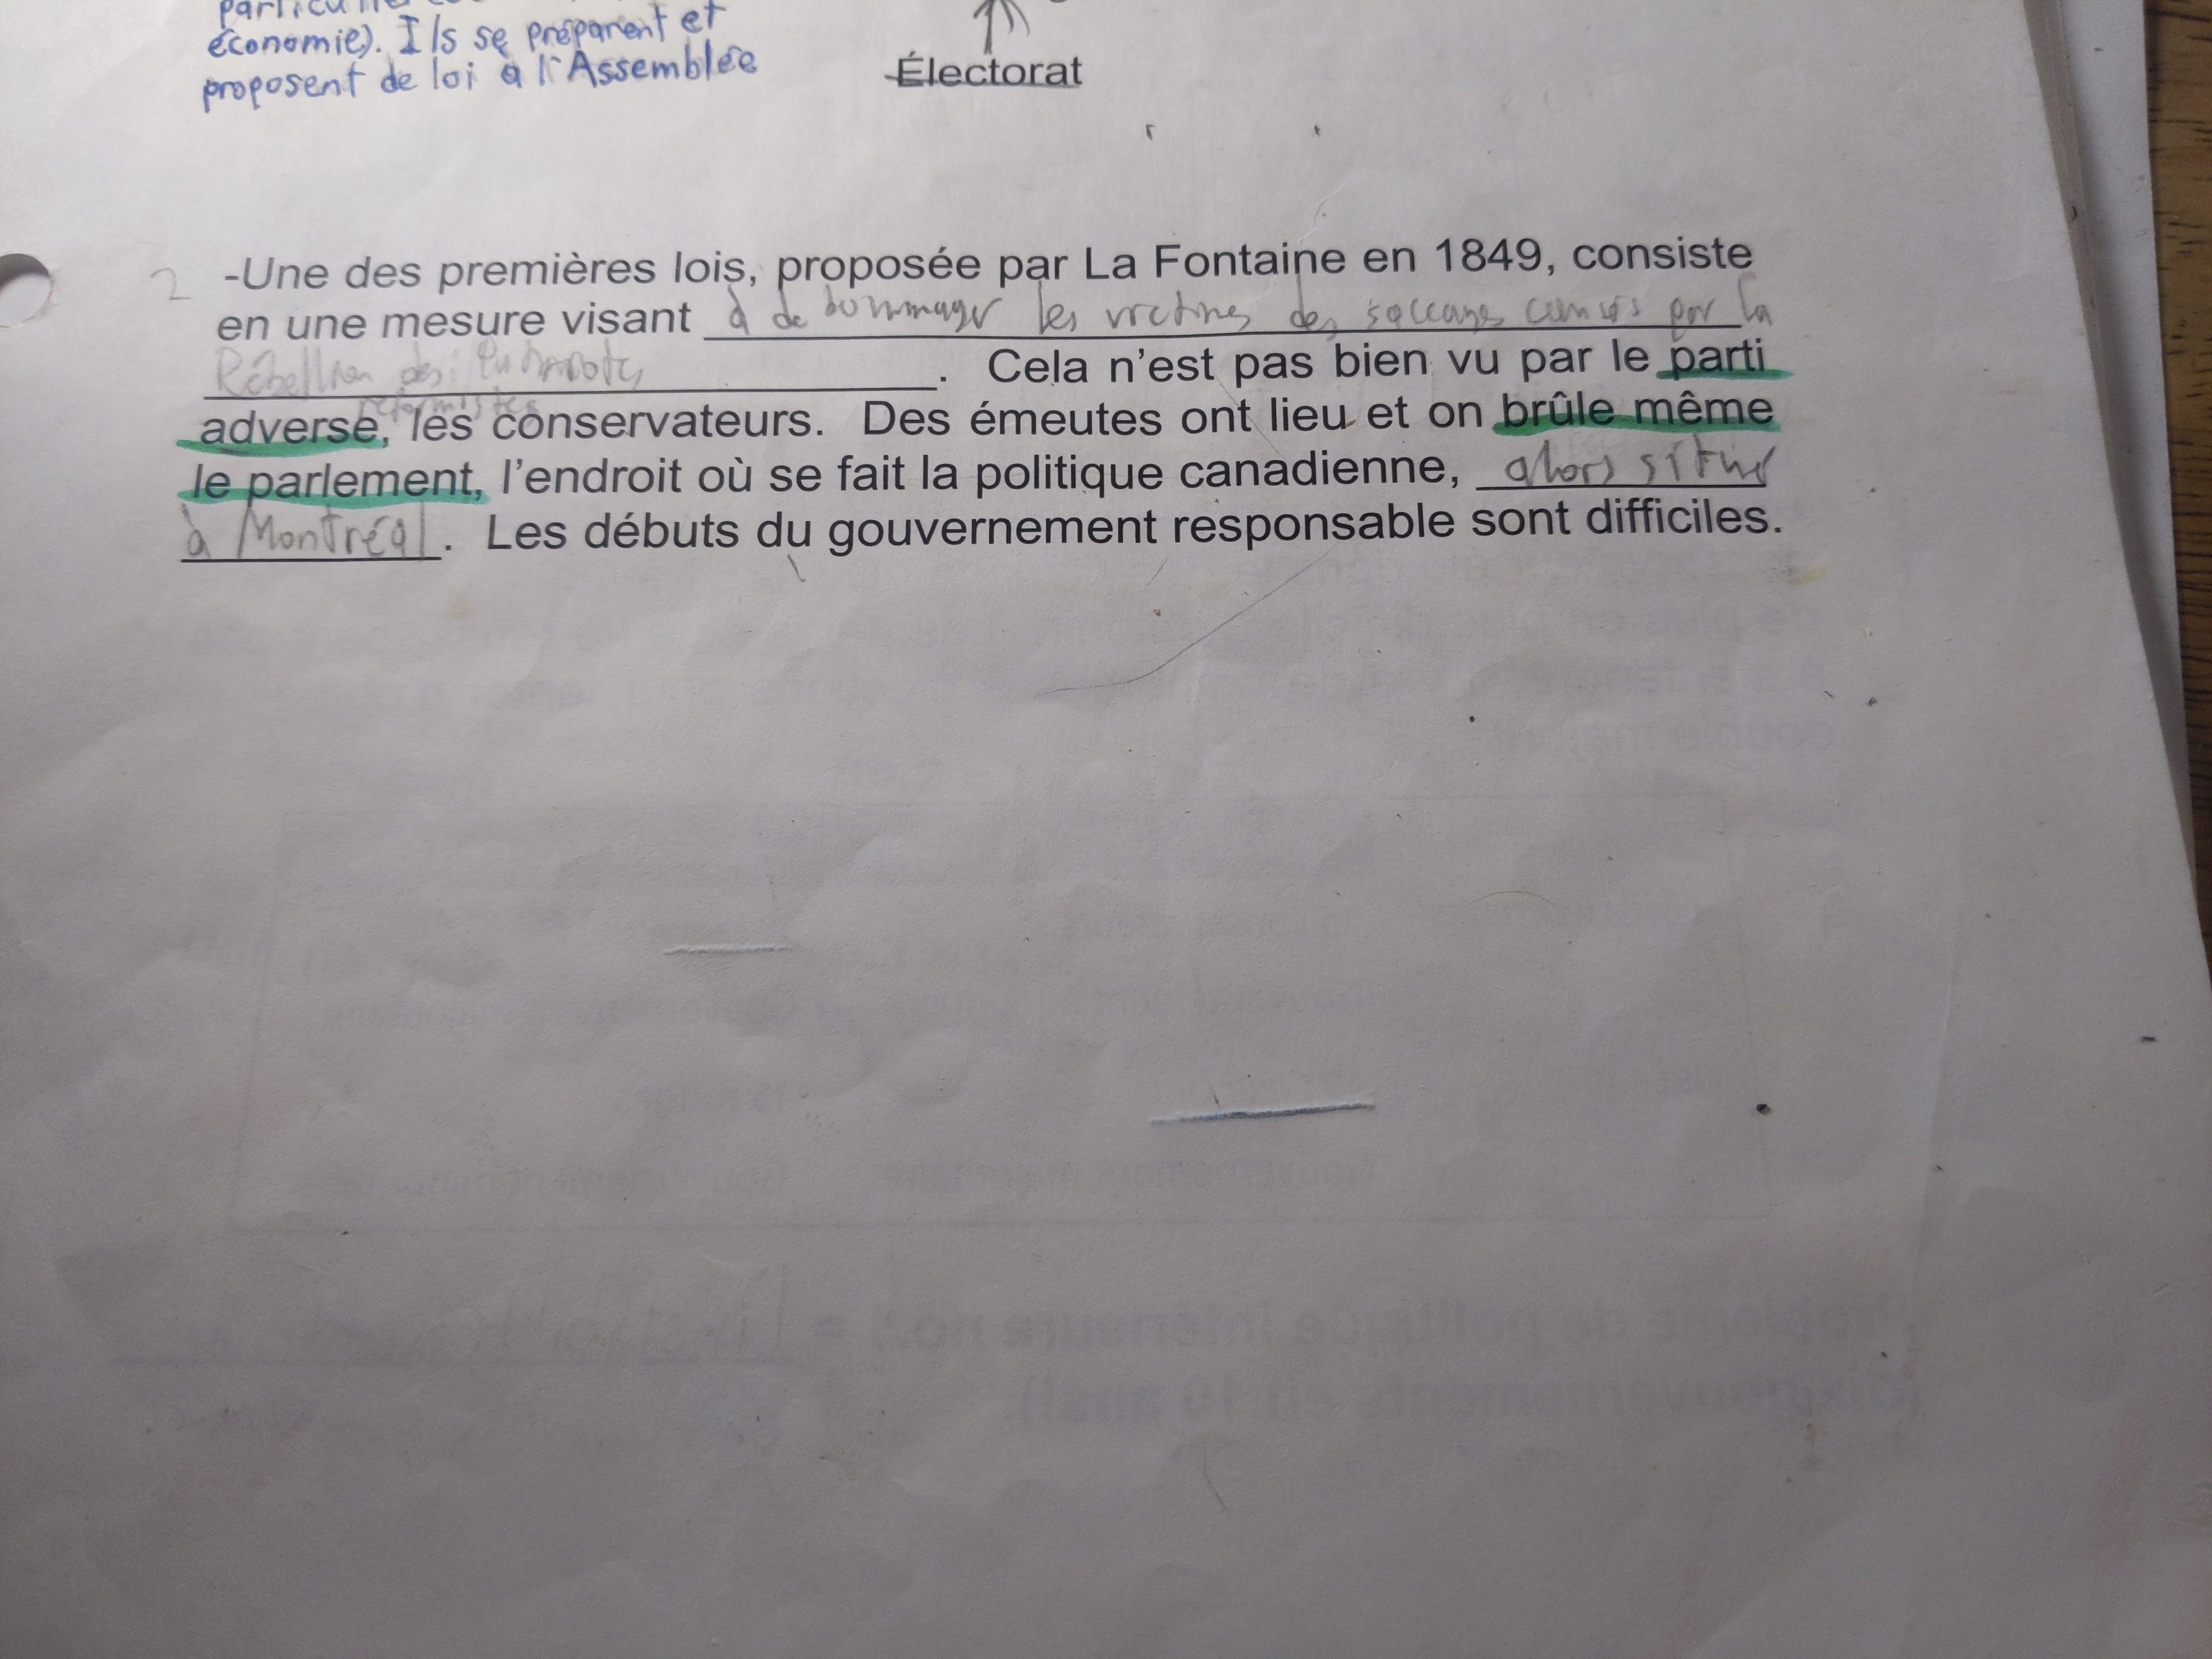 économie). Ils se préparent et
proposent de loi à l'Assemblée
Électorat
2 -Une des premières lois, proposée par La Fontaine en 1849, consiste
en une mesure visant à dedommager les victimes des saccages causés par la
Rébellion des Patriotes. Cela n'est pas bien vu par le parti
réformistes
adverse, les conservateurs. Des émeutes ont lieu et on brûle même
le parlement, l'endroit où se fait la politique canadienne, alors situé
à Montréal. Les débuts du gouvernement responsable sont difficiles.